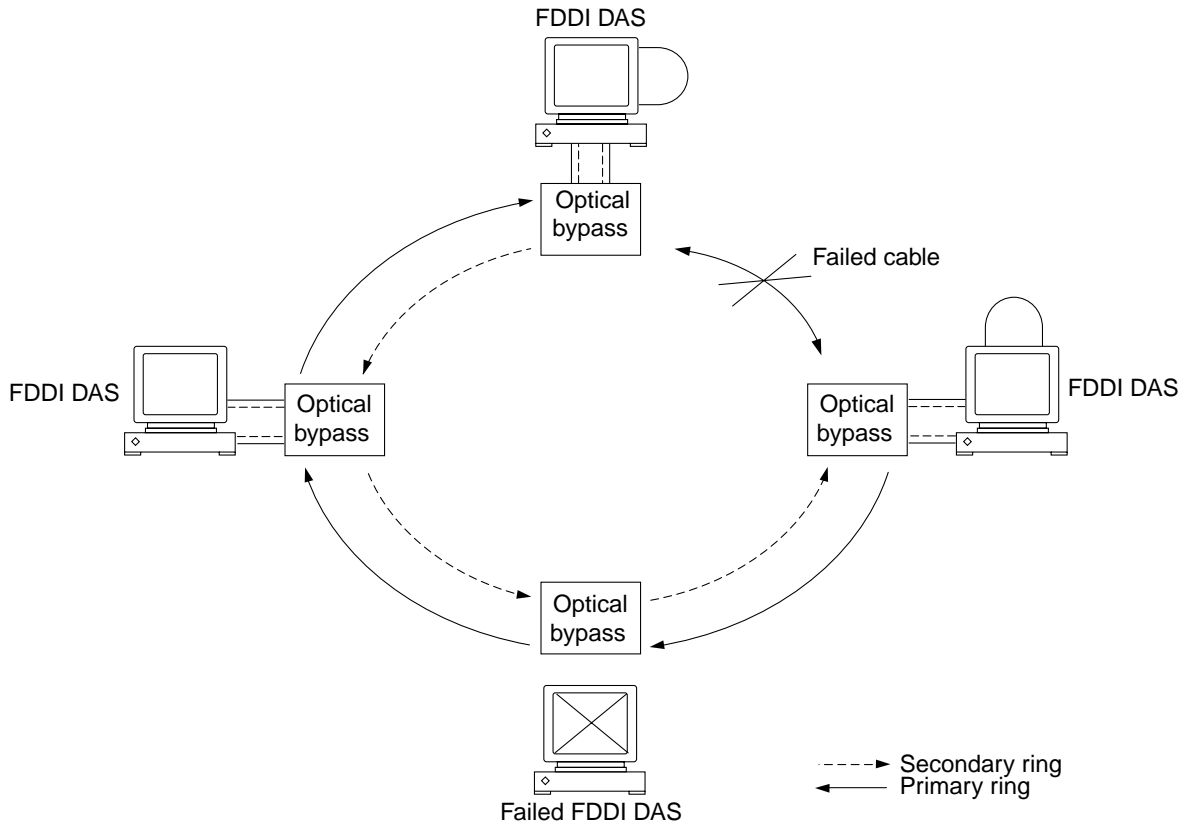 FDDI DAS
Optical
bypass
Failed cable
FDDI DAS
Optical
bypass
Optical
bypass
FDDI DAS
Optical
bypass
Failed FDDI DAS
Secondary ring
Primary ring